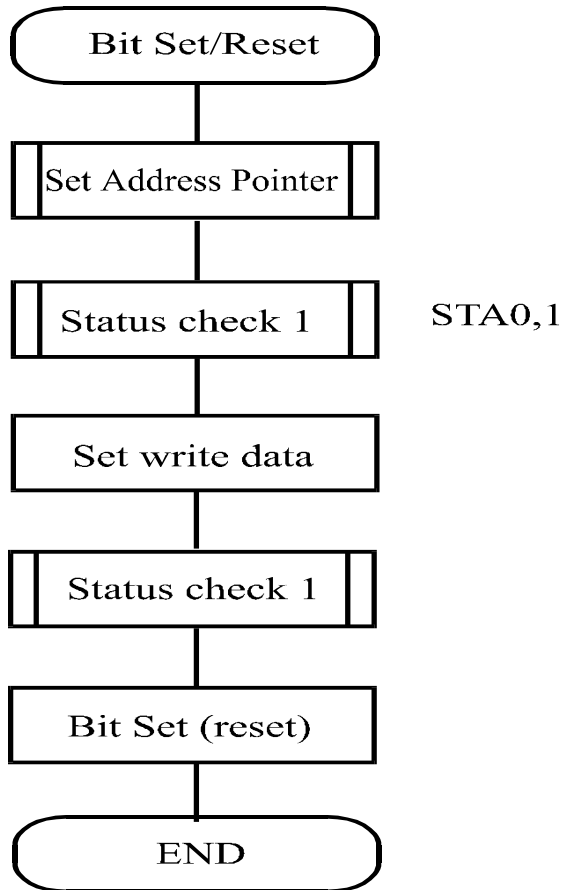 Bit Set/Reset
Set Address Pointer
Status check 1
STA0,1
Set write data
Status check 1
Bit Set (reset)
END